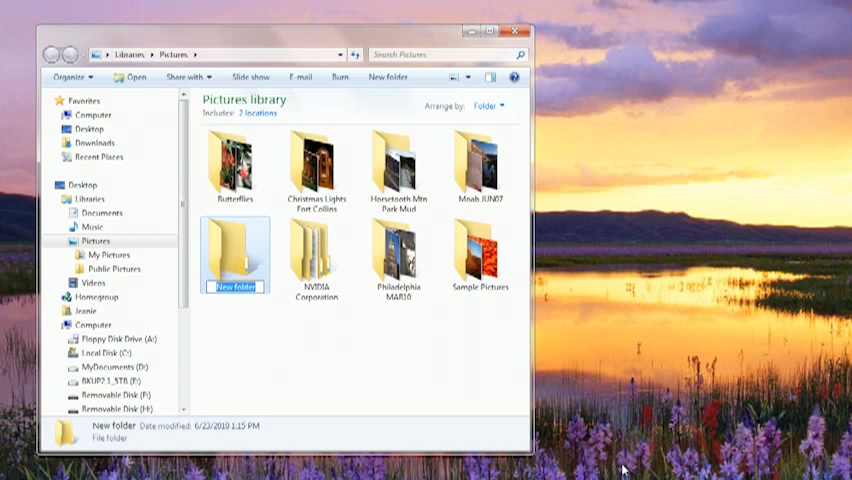 Libraries Pictures
Search Pictures
Organize Open Share with Slide show E-mail Burn New folder
Favorites
Computer
Desktop
Downloads
Recent Places
Desktop
Libraries
Documents
Music
Pictures
My Pictures
Public Pictures
Videos
Homegroup
Jeanie
Computer
Floppy Disk Drive (A:)
Local Disk (C:)
MyDocuments (D:)
BKUP2.1_5TB (E:)
Removable Disk (F:)
Removable Disk (H:)
Pictures library
Includes: 2 locations
Arrange by: Folder
Butterflies
Christmas Lights
Fort Collins
Horsetooth Mtn
Park Mud
Moab JUN07
New folder
NVIDIA
Corporation
Philadelphia
MAR10
Sample Pictures
New folder Date modified: 6/23/2010 1:15 PM
File folder